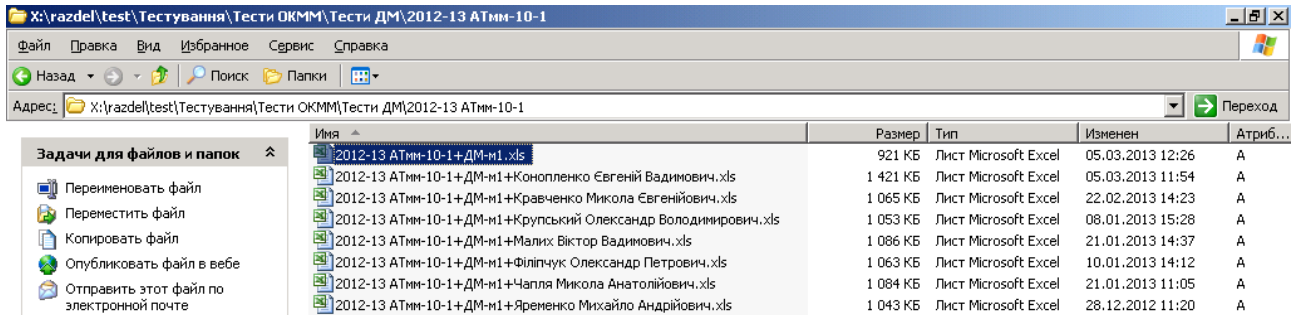 X:\razdel\test\Тестування\Тести ОКММ\Тести ДМ\2012-13 АТмм-10-1
Файл Правка Вид Избранное Сервис Справка
Назад Поиск Папки
Адрес: X:\razdel\test\Тестування\Тести ОКММ\Тести ДМ\2012-13 АТмм-10-1 Переход
Имя Размер Тип Изменен Атриб...
Задачи для файлов и папок
Переименовать файл
Переместить файл
Копировать файл
Опубликовать файл в вебе
Отправить этот файл по
электронной почте
2012-13 АТмм-10-1+ДМ-м1.xls 921 КБ Лист Microsoft Excel 05.03.2013 12:26 A
2012-13 АТмм-10-1+ДМ-м1+Конопленко Євгеній Вадимович.xls 1 421 КБ Лист Microsoft Excel 05.03.2013 11:54 A
2012-13 АТмм-10-1+ДМ-м1+Кравченко Микола Євгенійович.xls 1 065 КБ Лист Microsoft Excel 22.02.2013 14:23 A
2012-13 АТмм-10-1+ДМ-м1+Крупський Олександр Володимирович.xls 1 053 КБ Лист Microsoft Excel 08.01.2013 15:28 A
2012-13 АТмм-10-1+ДМ-м1+Малих Віктор Вадимович.xls 1 086 КБ Лист Microsoft Excel 21.01.2013 14:37 A
2012-13 АТмм-10-1+ДМ-м1+Філіпчук Олександр Петрович.xls 1 063 КБ Лист Microsoft Excel 10.01.2013 14:12 A
2012-13 АТмм-10-1+ДМ-м1+Чапля Микола Анатолійович.xls 1 084 КБ Лист Microsoft Excel 21.01.2013 11:05 A
2012-13 АТмм-10-1+ДМ-м1+Яременко Михайло Андрійович.xls 1 043 КБ Лист Microsoft Excel 28.12.2012 11:20 A